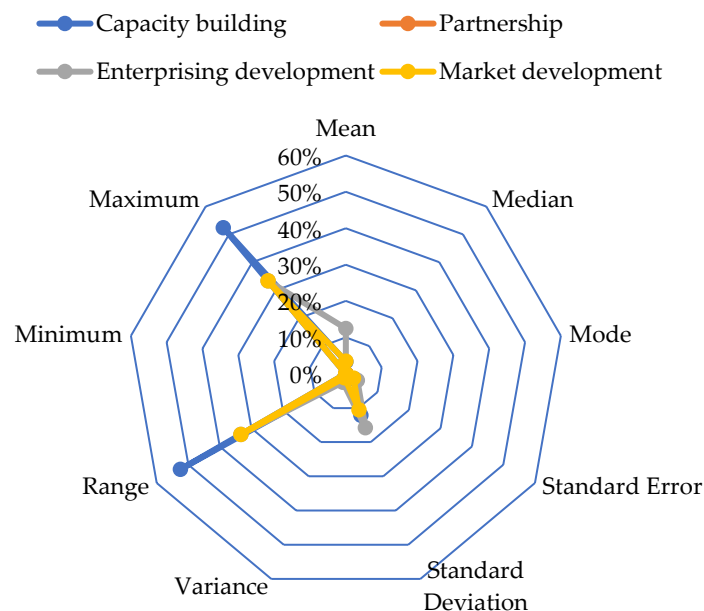 Capacity building
Partnership
Enterprising development
Market development
Mean
60%
50%
40%
30%
20%
10%
0%
Median
Mode
Standard Error
Standard
Deviation
Variance
Range
Minimum
Maximum